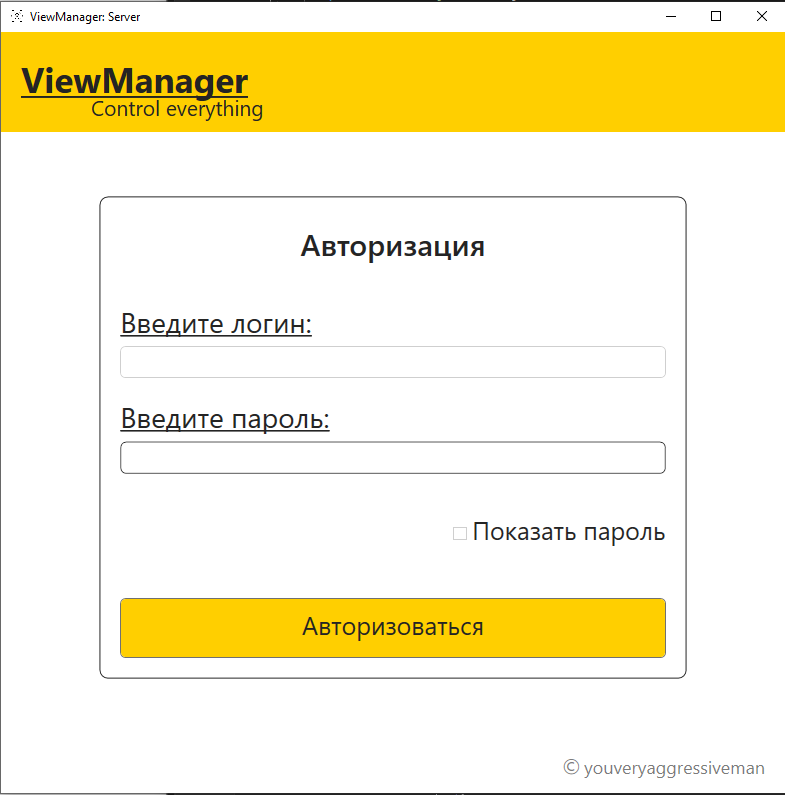 ViewManager: Server
ViewManager
Control everything
Авторизация
Введите логин:
Введите пароль:
Показать пароль
Авторизоваться
© youveryaggressiveman